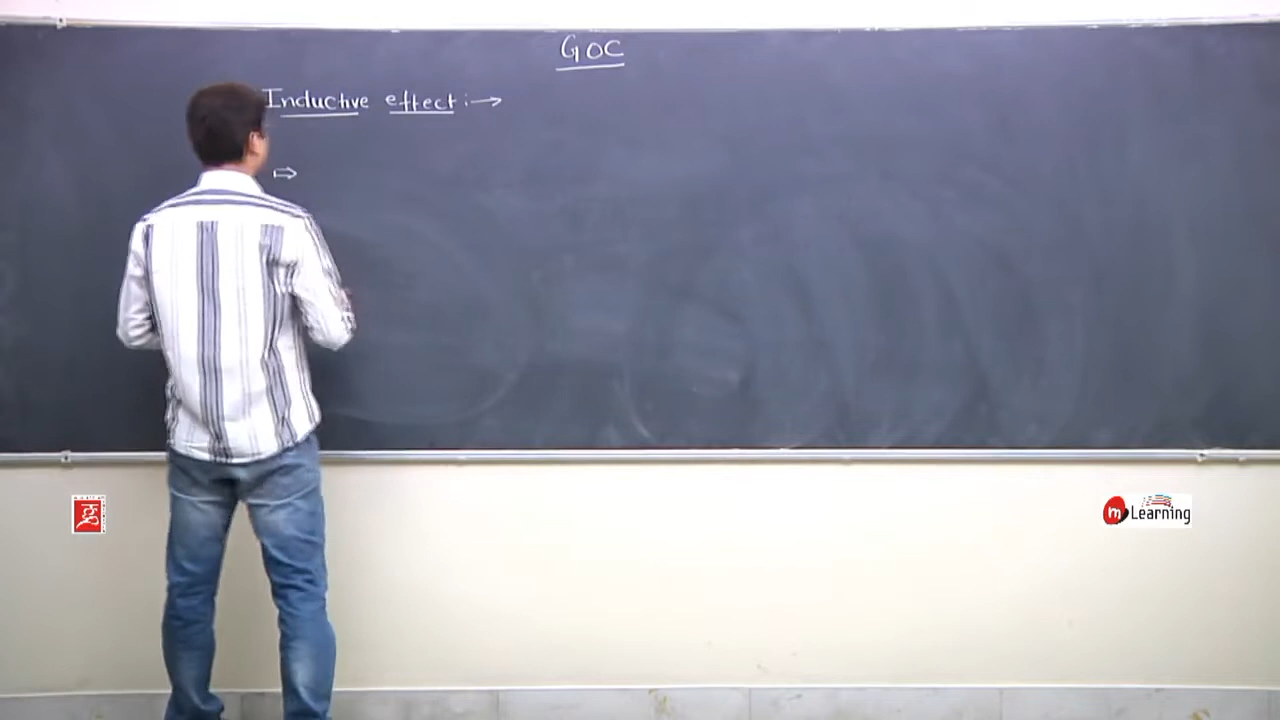 GOC
Inductive effect :→
⇒
m Learning